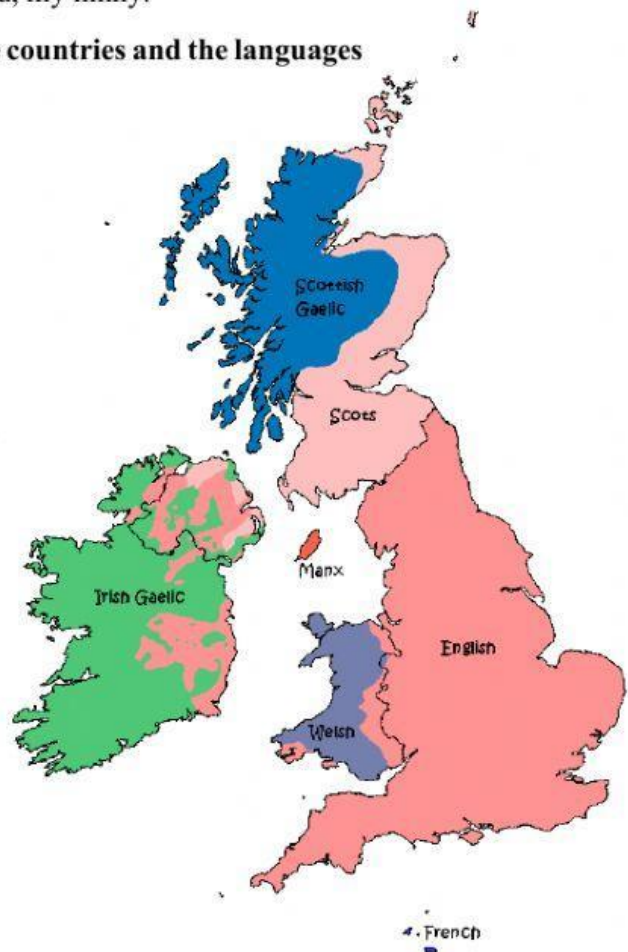 countries and the languages
Scottish
Gaelic
Scots
Manx
Irish Gaelic
English
Welsh
French